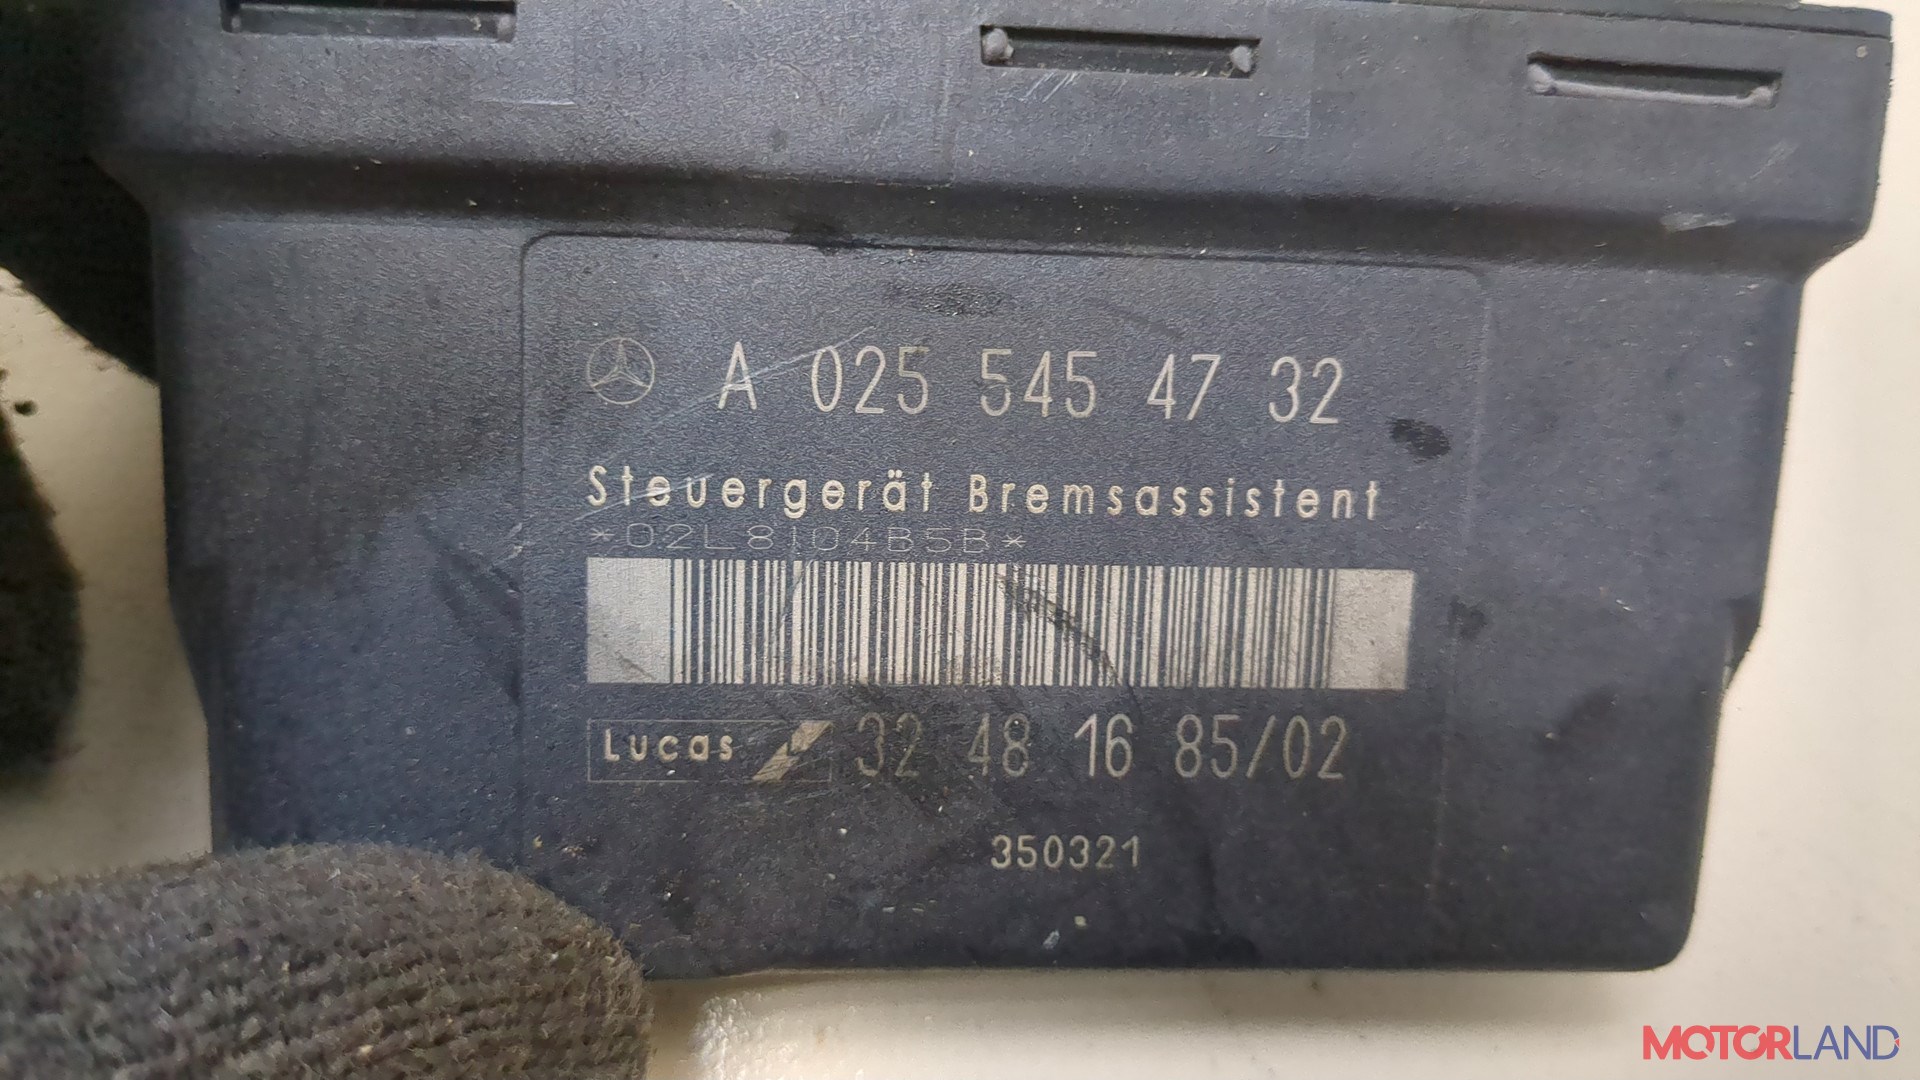 A 025 545 47 32
Steuergerät Bremsassistent
*02L8104B5B*
Lucas 32 48 16 85/02
350321
MOTORLAND